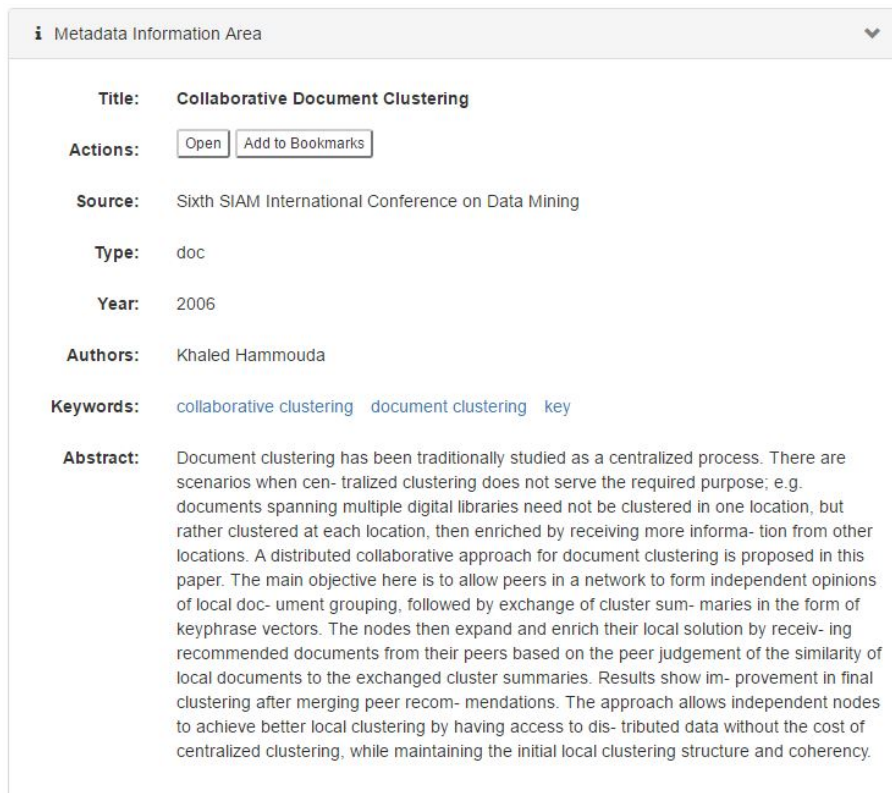 Metadata Information Area
Title: Collaborative Document Clustering
Actions: Open Add to Bookmarks
Source: Sixth SIAM International Conference on Data Mining
Type: doc
Year: 2006
Authors: Khaled Hammouda
Keywords: collaborative clustering document clustering key
Abstract: Document clustering has been traditionally studied as a centralized process. There are
scenarios when cen- tralized clustering does not serve the required purpose; e.g.
documents spanning multiple digital libraries need not be clustered in one location, but
rather clustered at each location, then enriched by receiving more informa- tion from other
locations. A distributed collaborative approach for document clustering is proposed in this
paper. The main objective here is to allow peers in a network to form independent opinions
of local doc- ument grouping, followed by exchange of cluster sum- maries in the form of
keyphrase vectors. The nodes then expand and enrich their local solution by receiv- ing
recommended documents from their peers based on the peer judgement of the similarity of
local documents to the exchanged cluster summaries. Results show im- provement in final
clustering after merging peer recom- mendations. The approach allows independent nodes
to achieve better local clustering by having access to dis- tributed data without the cost of
centralized clustering, while maintaining the initial local clustering structure and coherency.